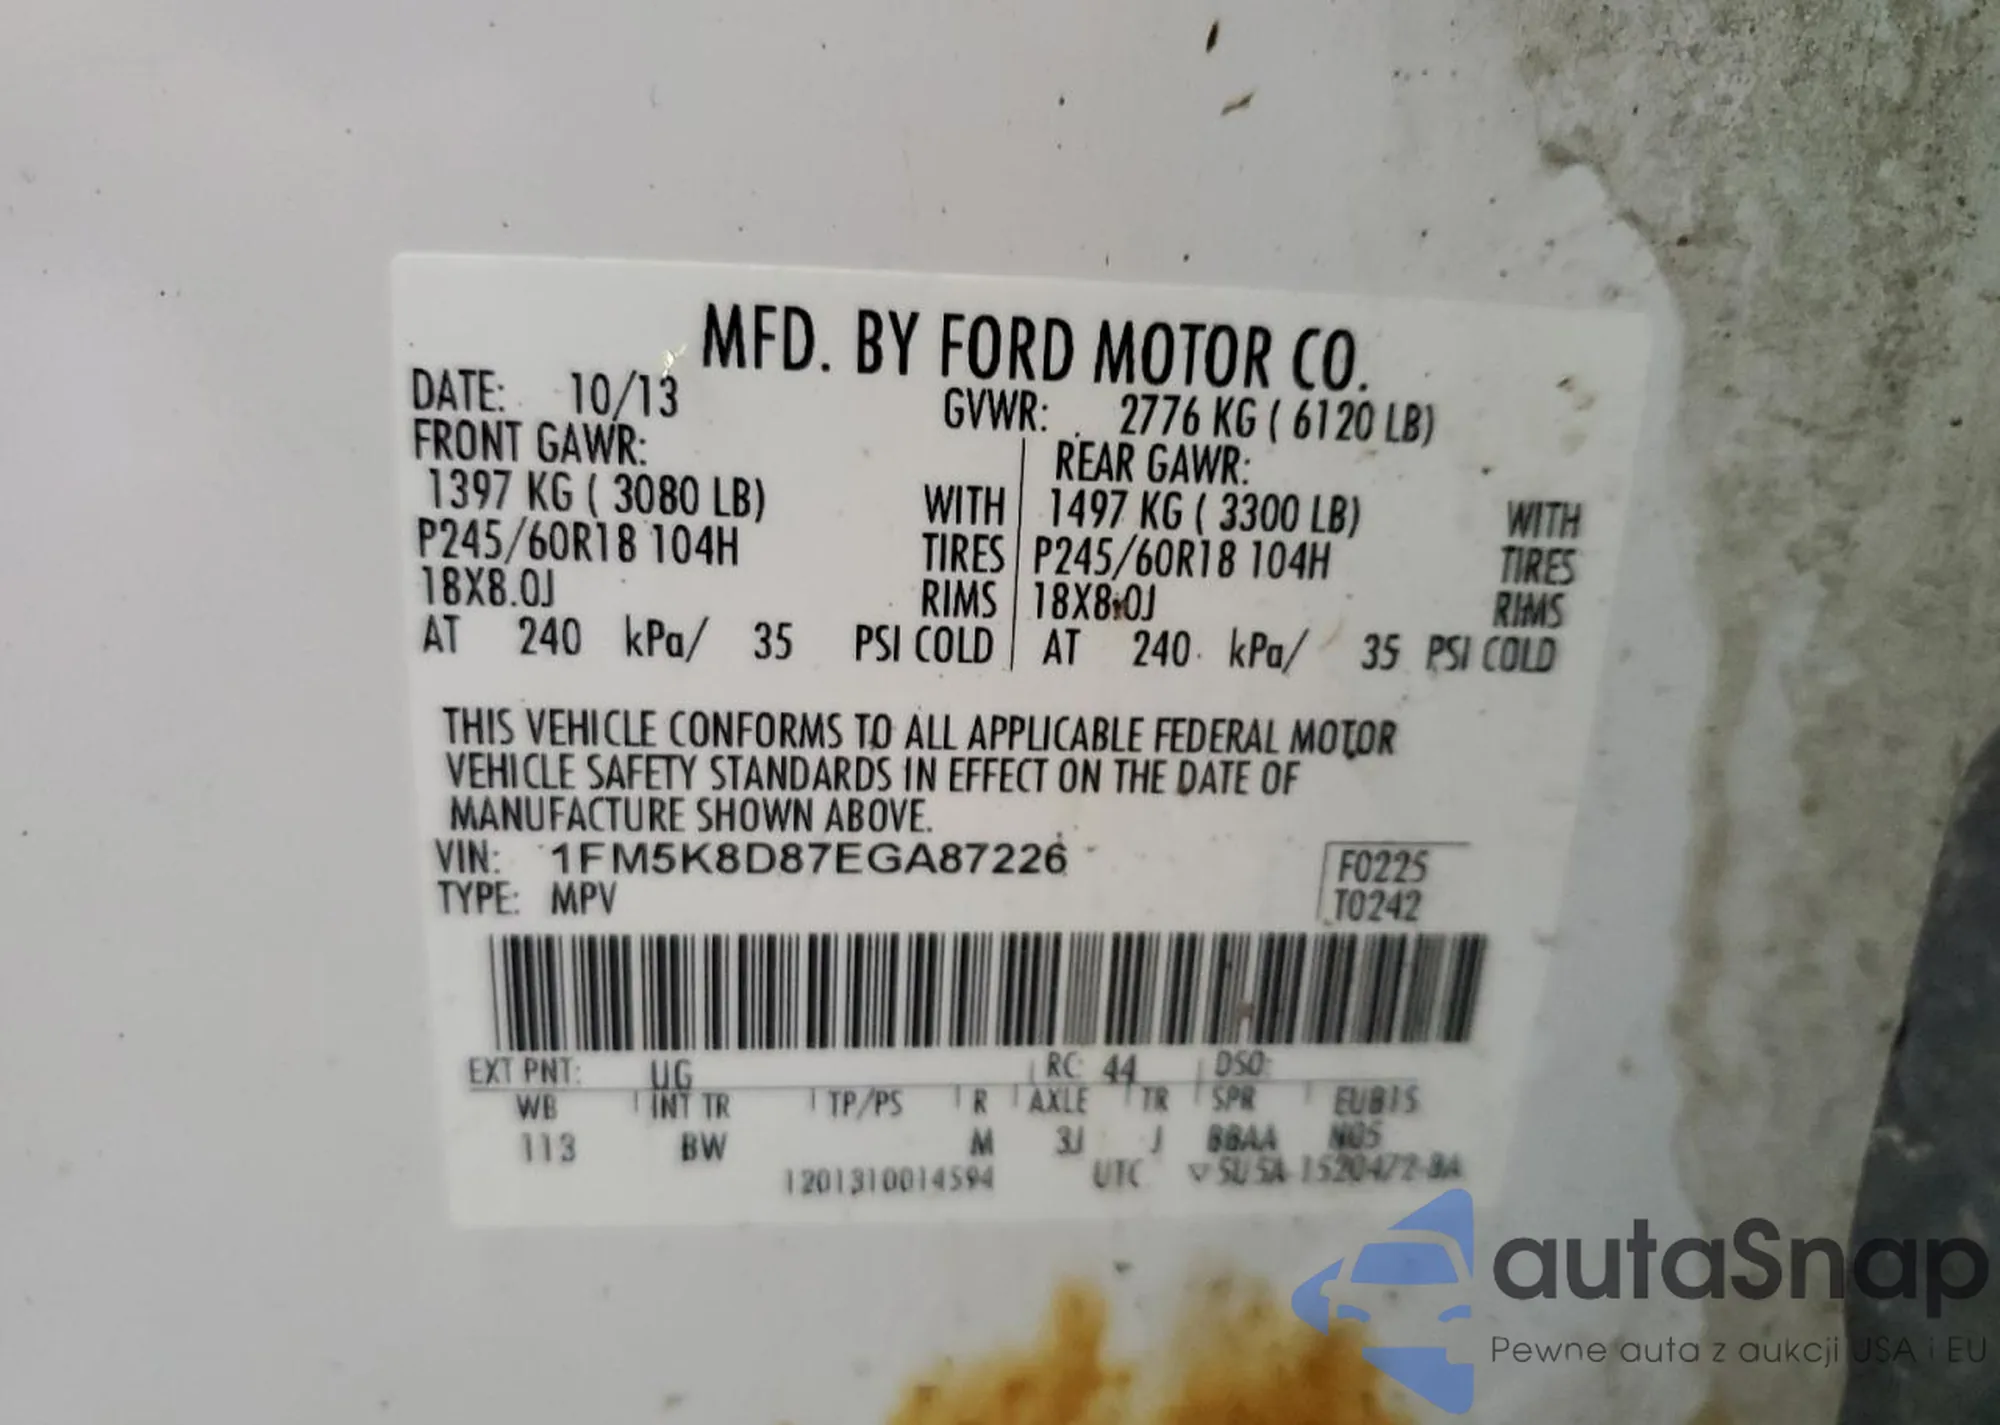 MFD. BY FORD MOTOR CO.
DATE: 10/13 GVWR: 2776 KG ( 6120 LB)
FRONT GAWR: REAR GAWR:
1397 KG ( 3080 LB) WITH 1497 KG ( 3300 LB) WITH
P245/60R18 104H TIRES P245/60R18 104H TIRES
18X8.0J RIMS 18X8.0J RIMS
AT 240 kPa/ 35 PSI COLD AT 240 kPa/ 35 PSI COLD
THIS VEHICLE CONFORMS TO ALL APPLICABLE FEDERAL MOTOR
VEHICLE SAFETY STANDARDS IN EFFECT ON THE DATE OF
MANUFACTURE SHOWN ABOVE.
VIN: 1FM5K8D87EGA87226 F0225
TYPE: MPV T0242
EXT PNT: UG RC: 44 DSO:
WB INT TR TP/PS R AXLE TR SPR
113 BW M 3J J BBAA
1201310014594 UTC
autaSnap
Pewne auta z aukcji USA i EU